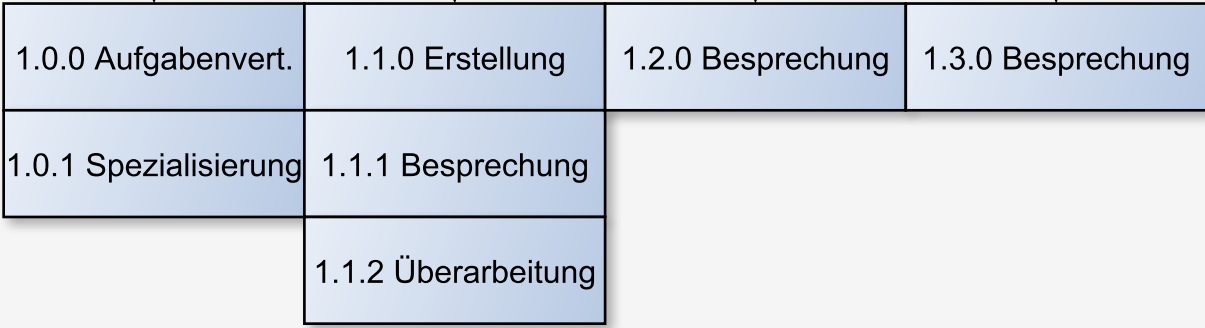 1.0.0 Aufgabenvert.
1.1.0 Erstellung
1.2.0 Besprechung
1.3.0 Besprechung
1.0.1 Spezialisierung
1.1.1 Besprechung
1.1.2 Überarbeitung